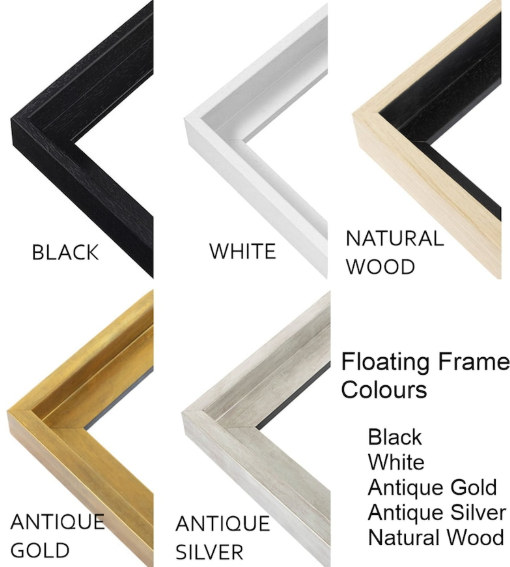 BLACK
WHITE
NATURAL
WOOD
ANTIQUE
GOLD
ANTIQUE
SILVER
Floating Frame
Colours
Black
White
Antique Gold
Antique Silver
Natural Wood